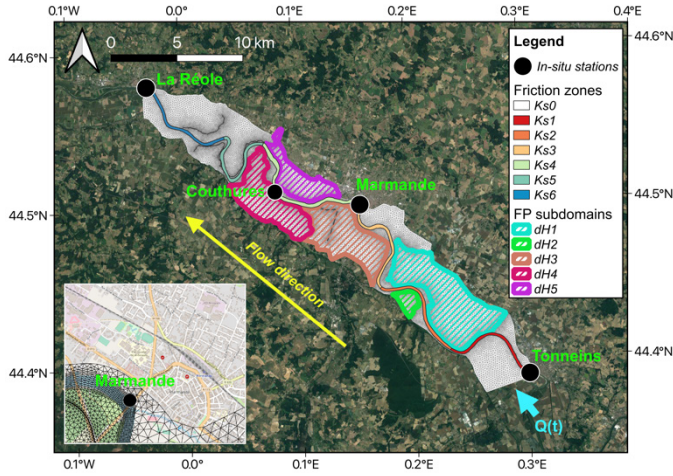 0.1°W 0.0° 0.1°E 0.2°E 0.3°E 0.4°E
44.6°N
44.5°N
44.4°N
0 5 10 km
La Réole
Couthures
Marmande
Tonneins
Flow direction
Q(t)
Marmande
Legend
In-situ stations
Friction zones
Ks0
Ks1
Ks2
Ks3
Ks4
Ks5
Ks6
FP subdomains
dH1
dH2
dH3
dH4
dH5
44.6°N
44.5°N
44.4°N
0.1°W 0.0° 0.1°E 0.2°E 0.3°E